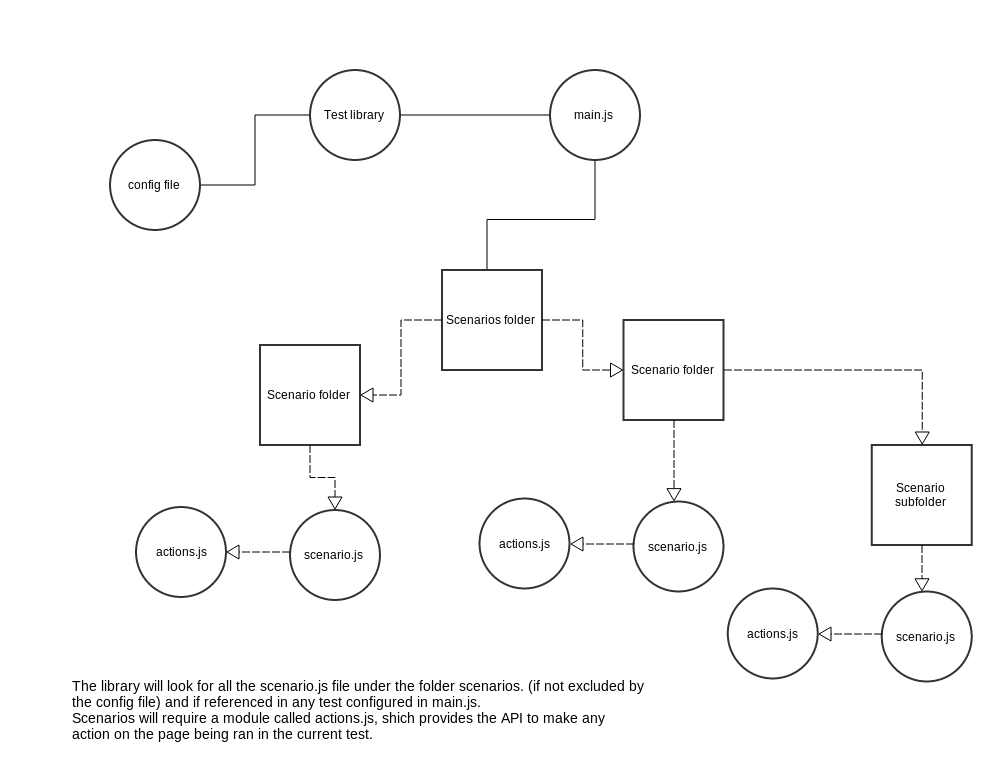 Test library
main.js
config file
Scenarios folder
Scenario folder
Scenario folder
Scenario
subfolder
actions.js
scenario.js
actions.js
scenario.js
actions.js
scenario.js
The library will look for all the scenario.js file under the folder scenarios. (if not excluded by
the config file) and if referenced in any test configured in main.js.
Scenarios will require a module called actions.js, shich provides the API to make any
action on the page being ran in the current test.